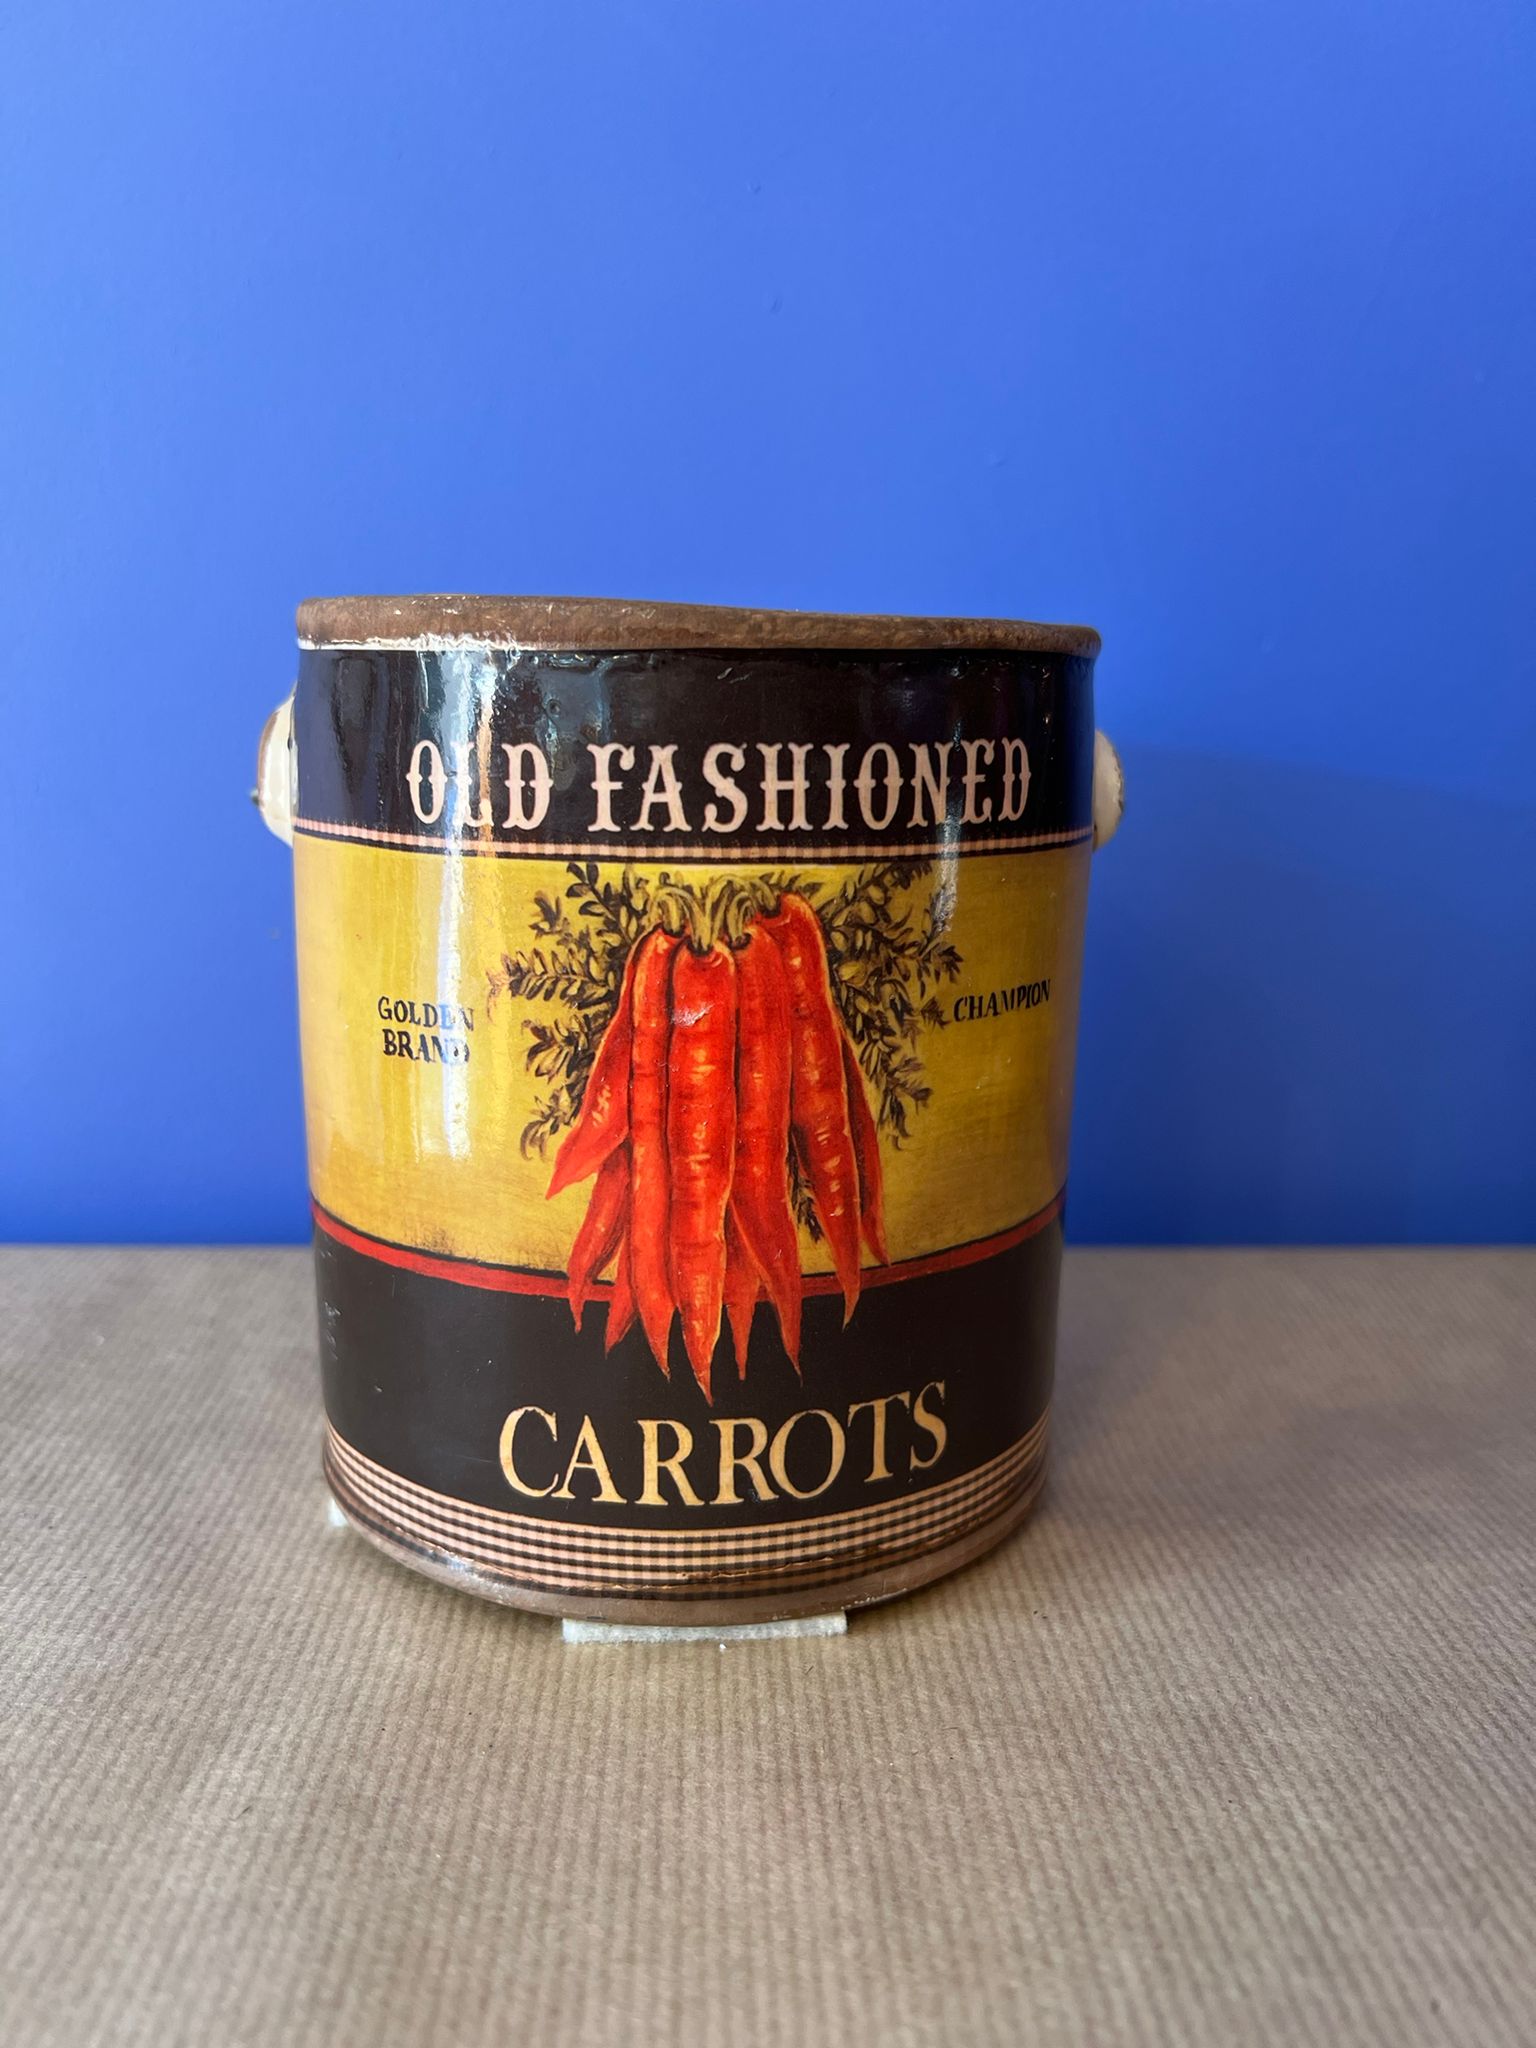 OLD FASHIONED
GOLDEN
BRAND
CHAMPION
CARROTS